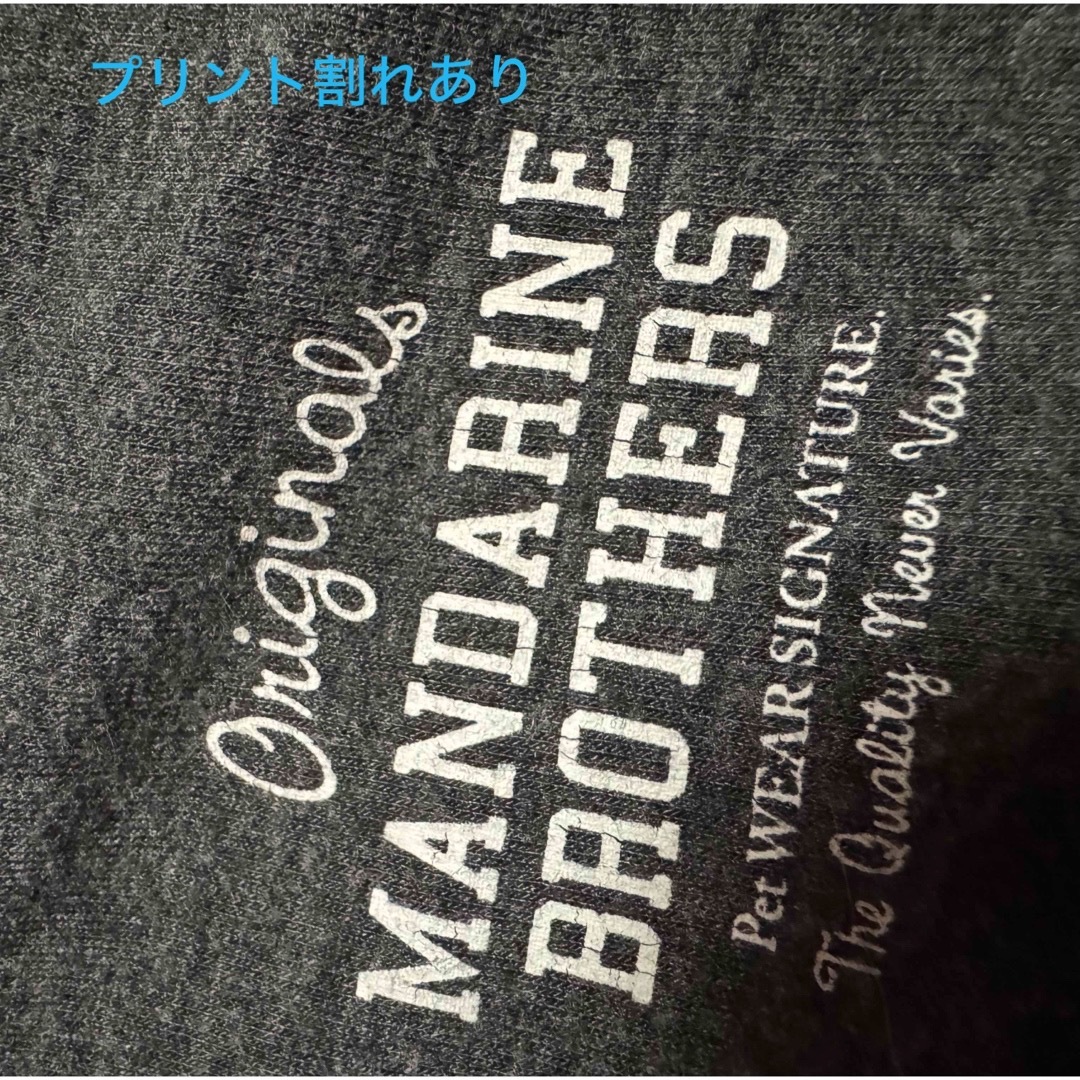 プリント割れあり
Originals
MANDARINE
BROTHERS
Pet WEAR SIGNATURE.
The Quality Never Varies.